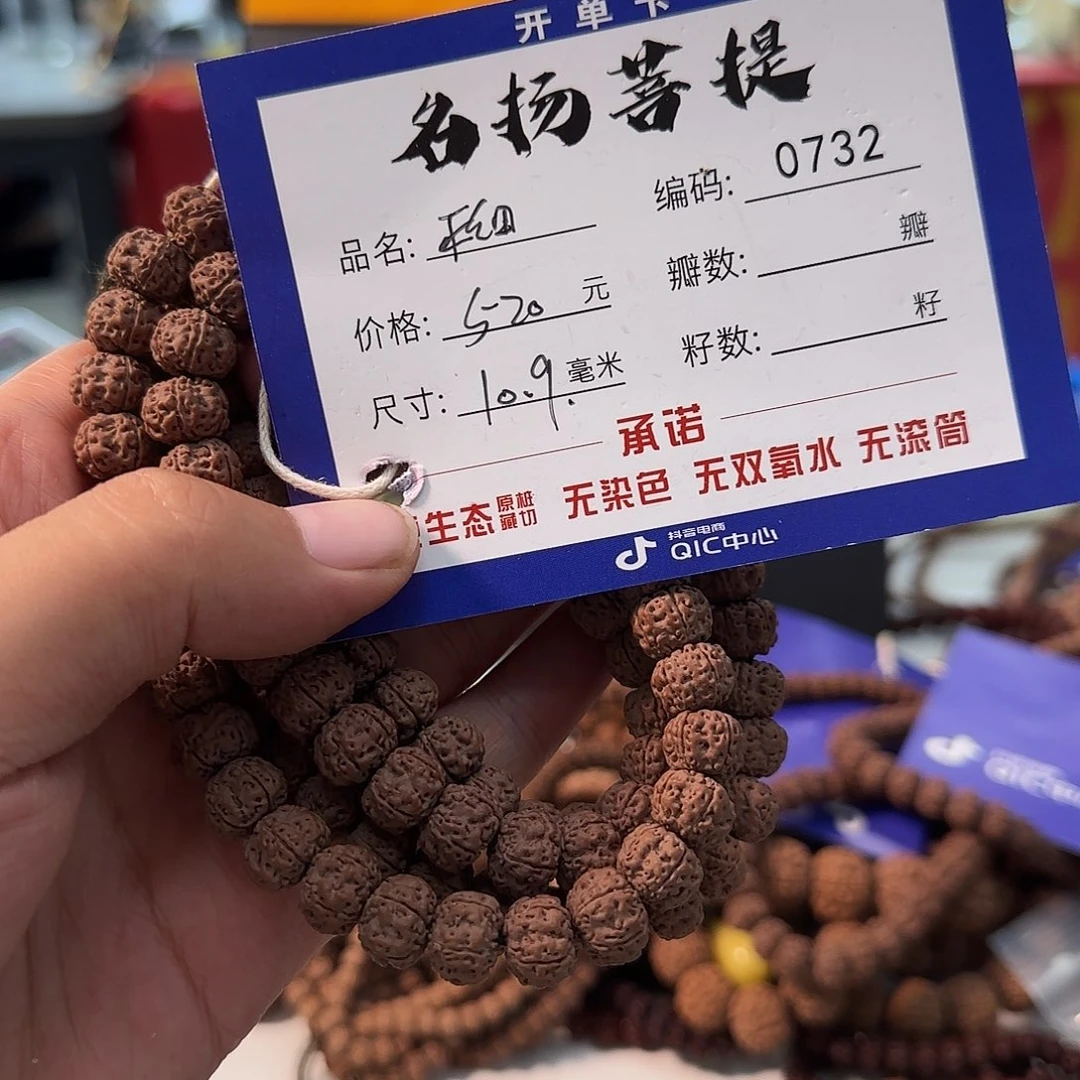 开单卡
名扬菩提
编码: 0732
品名:
瓣数: 瓣
价格: 520 元
籽数: 籽
尺寸: 10.9. 毫米
承诺
生态 原桩藏切 无染色 无双氧水 无滚筒
抖音电商
QIC中心